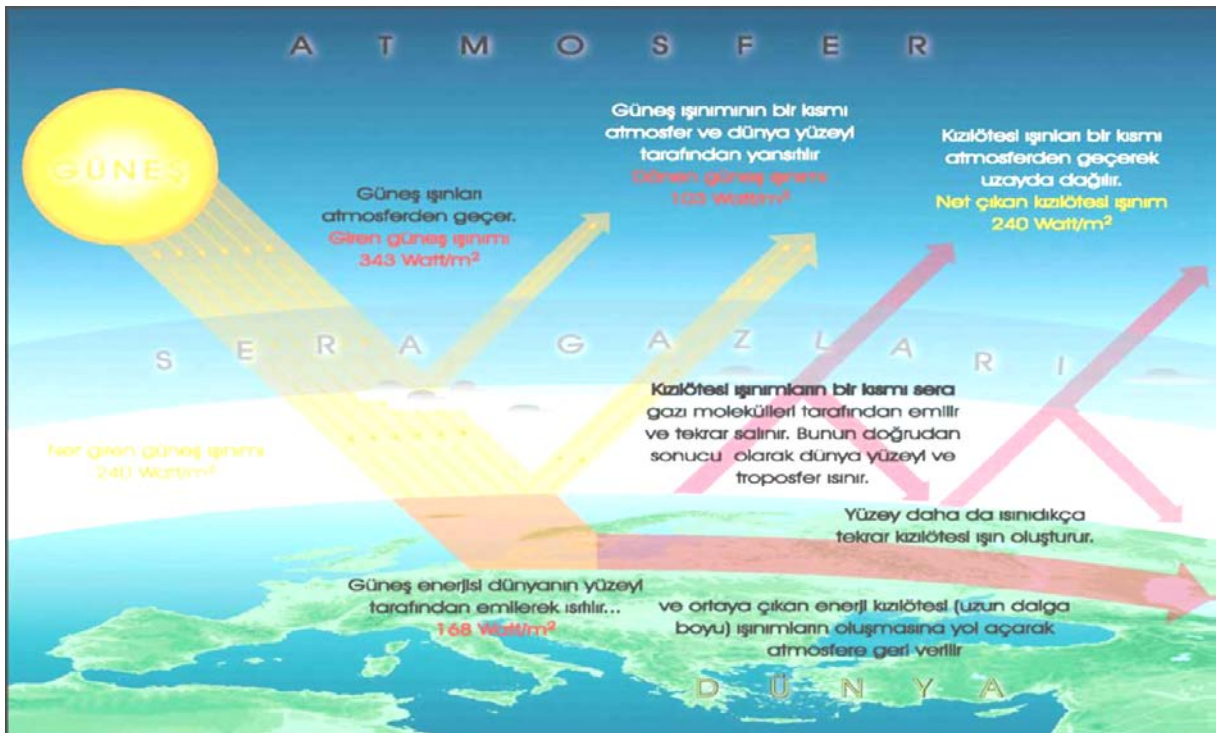 ATMOSFER
GÜNEŞ
Güneş ışınları
atmosferden geçer.
Giren güneş ışınımı
343 Watt/m²
Güneş ışınımının bir kısmı
atmosfer ve dünya yüzeyi
tarafından yansıtılır
Dönen güneş ışınımı
103 Watt/m²
Kızılötesi ışınları bir kısmı
atmosferden geçerek
uzayda dağılır.
Net çıkan kızılötesi ışınım
240 Watt/m²
SERA GAZLARI
Net giren güneş ışınımı
240 Watt/m²
Kızılötesi ışınımların bir kısmı sera
gazı molekülleri tarafından emilir
ve tekrar salınır. Bunun doğrudan
sonucu olarak dünya yüzeyi ve
troposfer ısınır.
Yüzey daha da ısınıdıkça
tekrar kızılötesi ışın oluşturur.
Güneş enerjisi dünyanın yüzeyi
tarafından emilerek ısıtılır...
168 Watt/m²
ve ortaya çıkan enerji kızılötesi (uzun dalga
boyu) ışınımların oluşmasına yol açarak
atmosfere geri verilir
DÜNYA